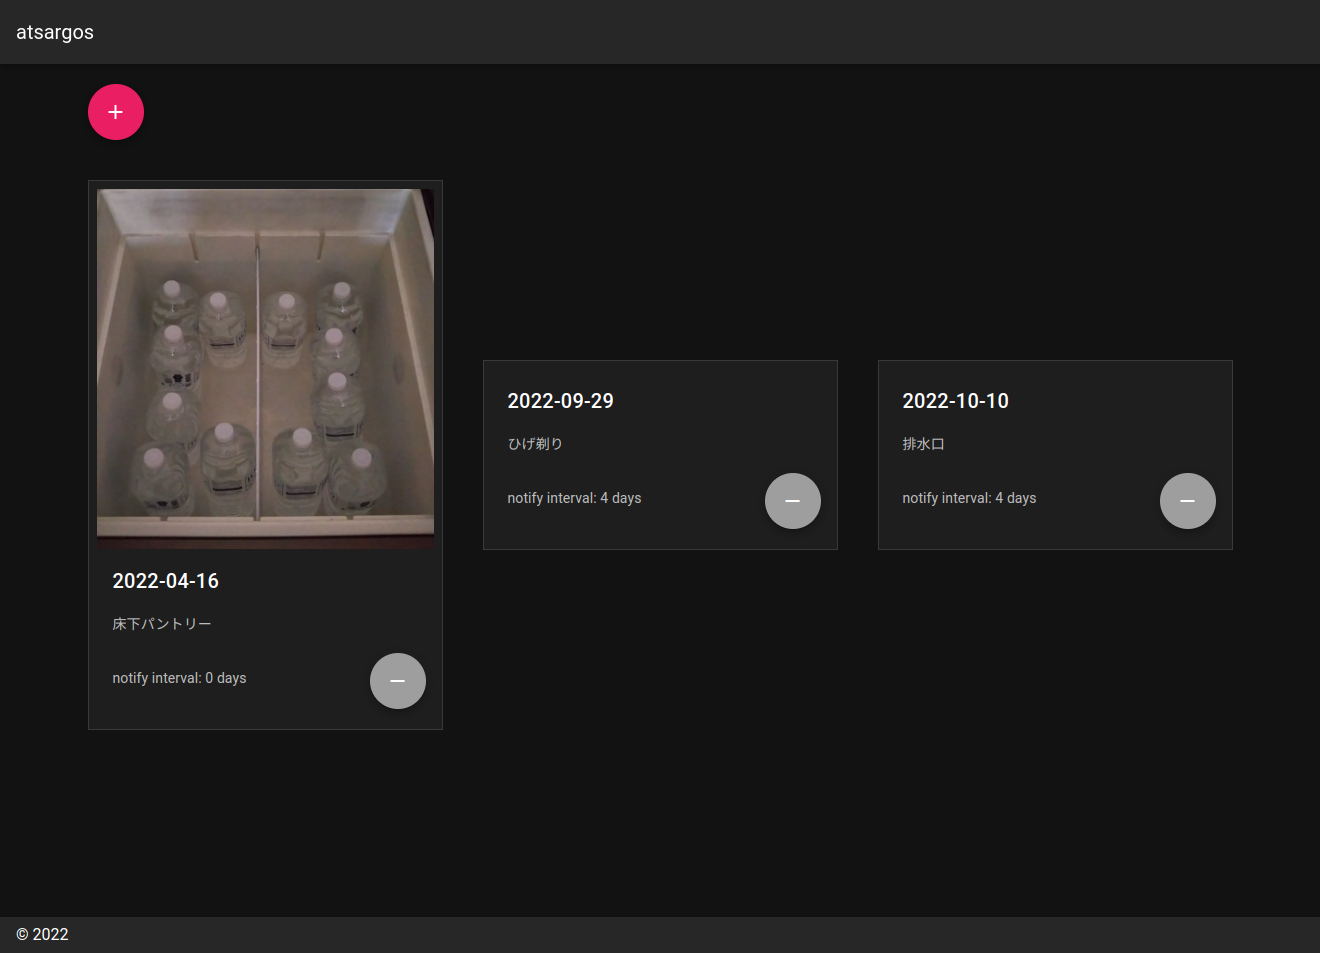 atsargos
+
2022-04-16
床下パントリー
notify interval: 0 days
2022-09-29
ひげ剃り
notify interval: 4 days
2022-10-10
排水口
notify interval: 4 days
© 2022